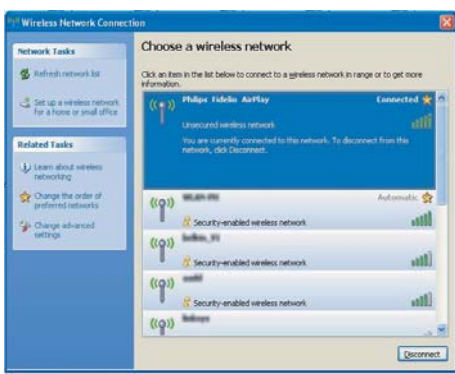 Wireless Network Connection
Network Tasks
Refresh network list
Set up a wireless network
for a home or small office
Related Tasks
Learn about wireless
networking
Change the order of
preferred networks
Change advanced
settings
Choose a wireless network
Click an item in the list below to connect to a wireless network in range or to get more
information.
Philips Fidelio AirPlay
Connected
Unsecured wireless network
You are currently connected to this network. To disconnect from this
network, click Disconnect.
Automatic
Security-enabled wireless network
Security-enabled wireless network
Security-enabled wireless network
Disconnect